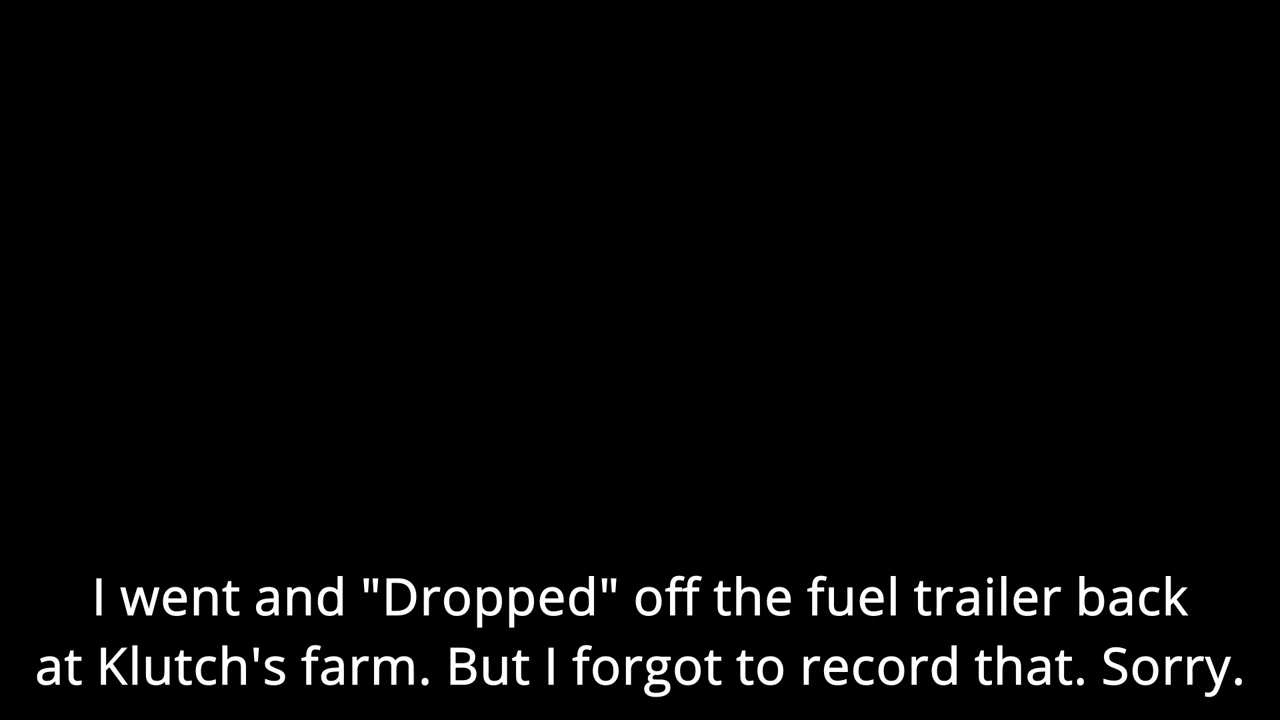 I went and "Dropped" off the fuel trailer back
at Klutch's farm. But I forgot to record that. Sorry.